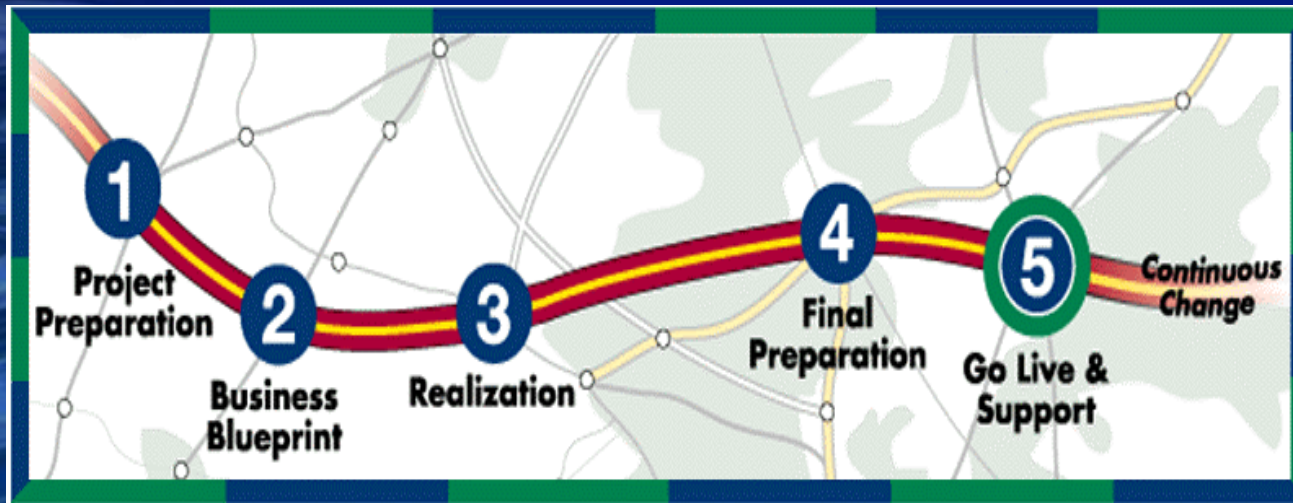 1
Project
Preparation
2
Business
Blueprint
3
Realization
4
Final
Preparation
5
Go Live &
Support
Continuous
Change